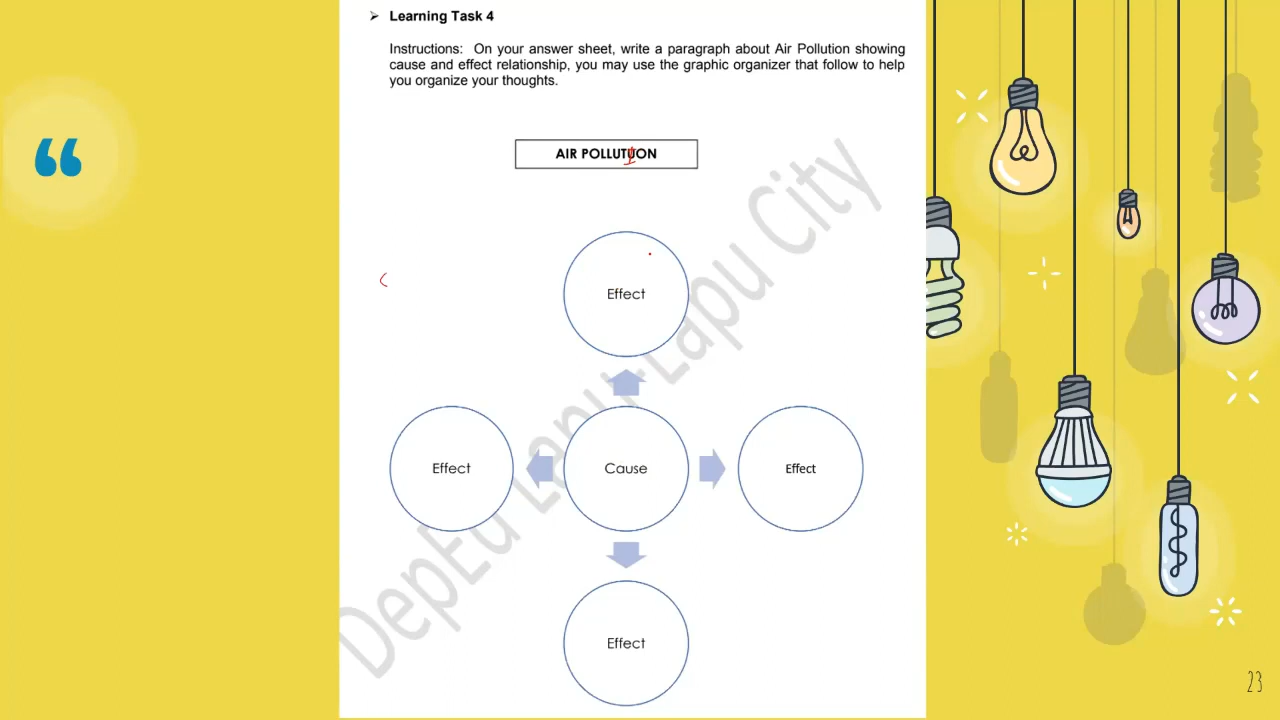 ➢ Learning Task 4
Instructions: On your answer sheet, write a paragraph about Air Pollution showing
cause and effect relationship, you may use the graphic organizer that follow to help
you organize your thoughts.
“
AIR POLLUTUON
I
Effect
Effect
Cause
Effect
Effect
DepEd Lapu-Lapu City
23